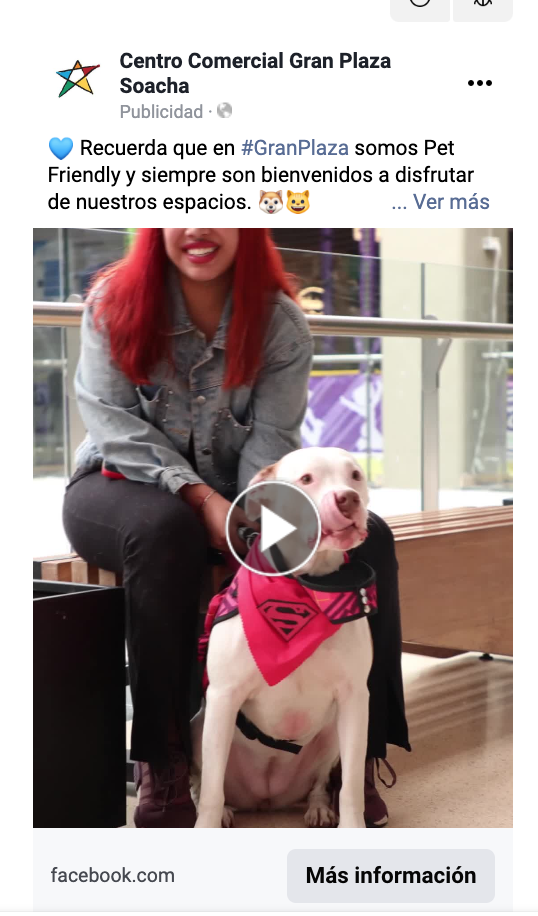 Centro Comercial Gran Plaza
Soacha
Publicidad ·
💙 Recuerda que en #GranPlaza somos Pet
Friendly y siempre son bienvenidos a disfrutar
de nuestros espacios. 🐶😺 ... Ver más
facebook.com
Más información